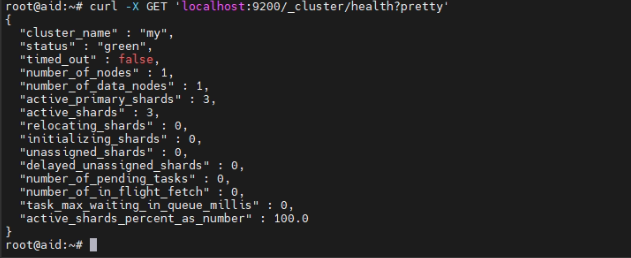 root@aid:~# curl -X GET 'localhost:9200/_cluster/health?pretty'
{
  "cluster_name" : "my",
  "status" : "green",
  "timed_out" : false,
  "number_of_nodes" : 1,
  "number_of_data_nodes" : 1,
  "active_primary_shards" : 3,
  "active_shards" : 3,
  "relocating_shards" : 0,
  "initializing_shards" : 0,
  "unassigned_shards" : 0,
  "delayed_unassigned_shards" : 0,
  "number_of_pending_tasks" : 0,
  "number_of_in_flight_fetch" : 0,
  "task_max_waiting_in_queue_millis" : 0,
  "active_shards_percent_as_number" : 100.0
}
root@aid:~#